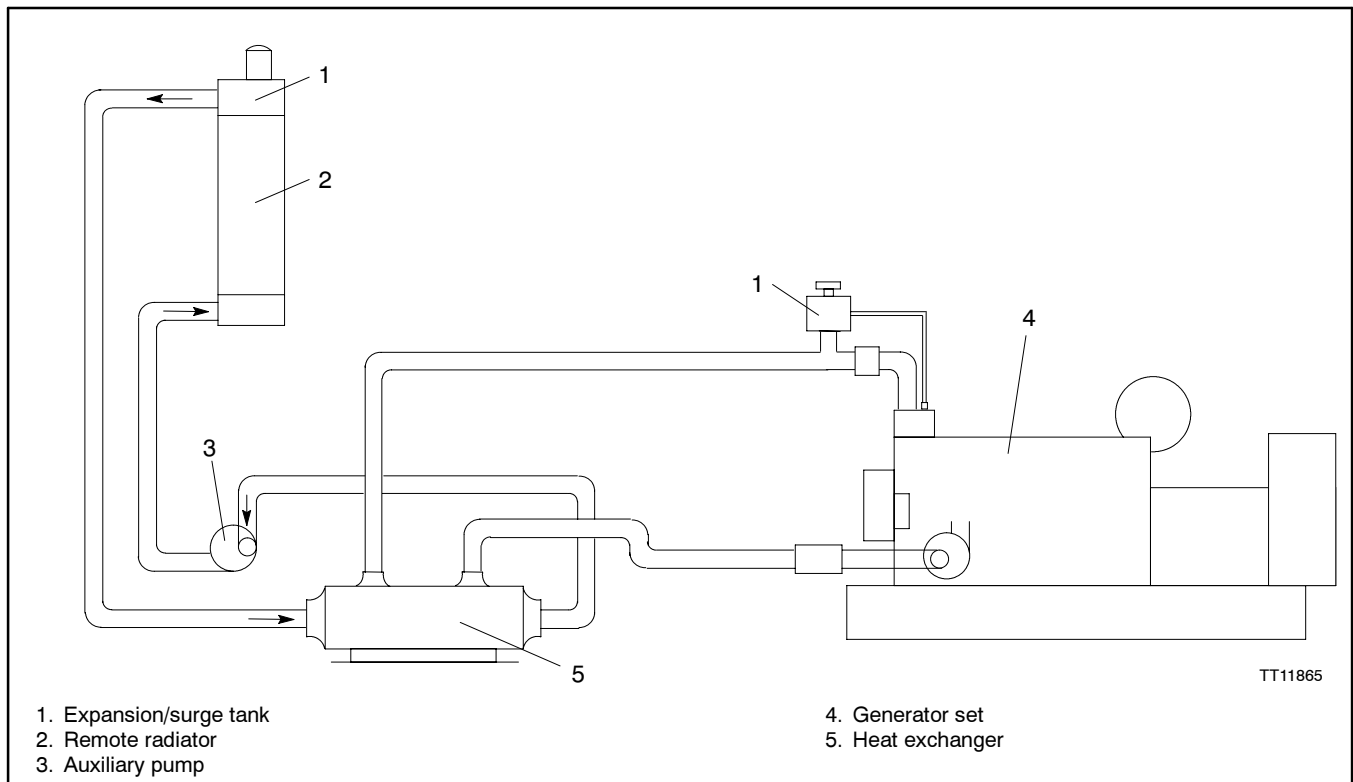 1
2
1
4
3
5
TT11865
1. Expansion/surge tank
2. Remote radiator
3. Auxiliary pump
4. Generator set
5. Heat exchanger